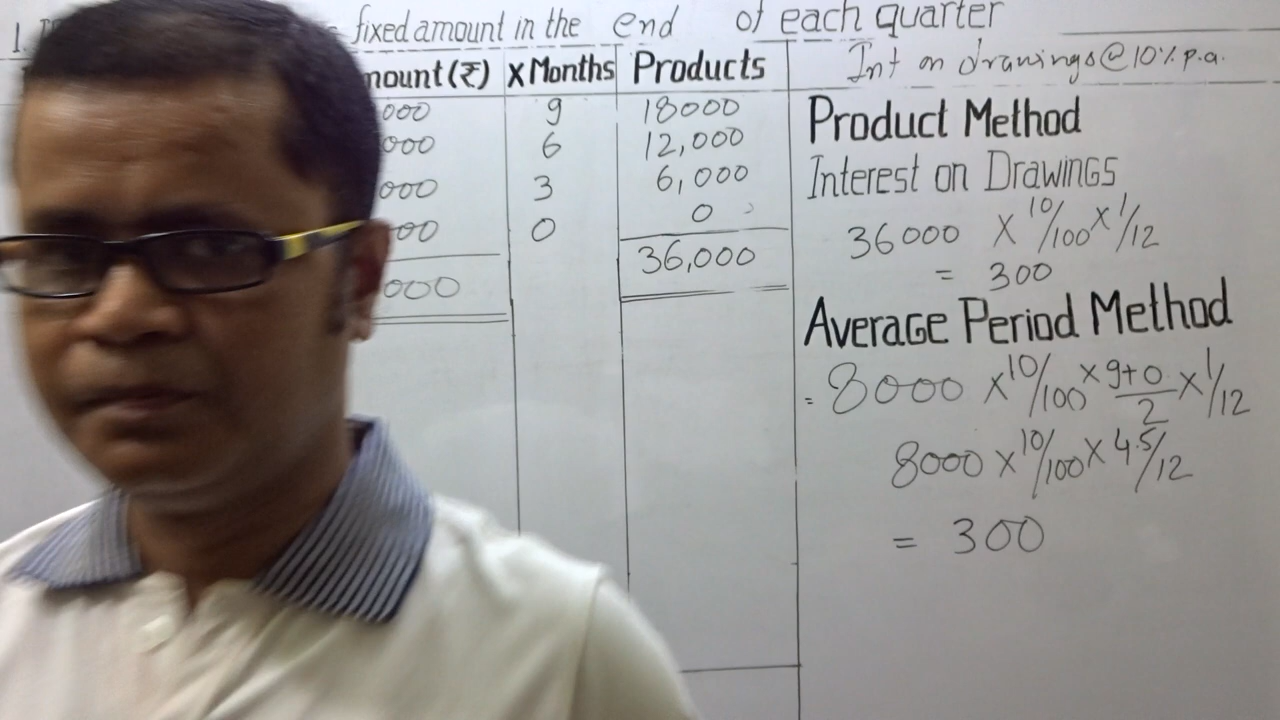 1. fixed amount in the end of each quarter
mount (₹) X Months Products Int on drawings @ 10% p.a.
000 9 18000
000 6 12,000
000 3 6,000
00 0 0
000 36,000
Product Method
Interest on Drawings
36000 X 10/100 X 1/12
= 300
Average Period Method
= 8000 X 10/100 X 9+0/2 X 1/12
8000 X 10/100 X 4.5/12
= 300